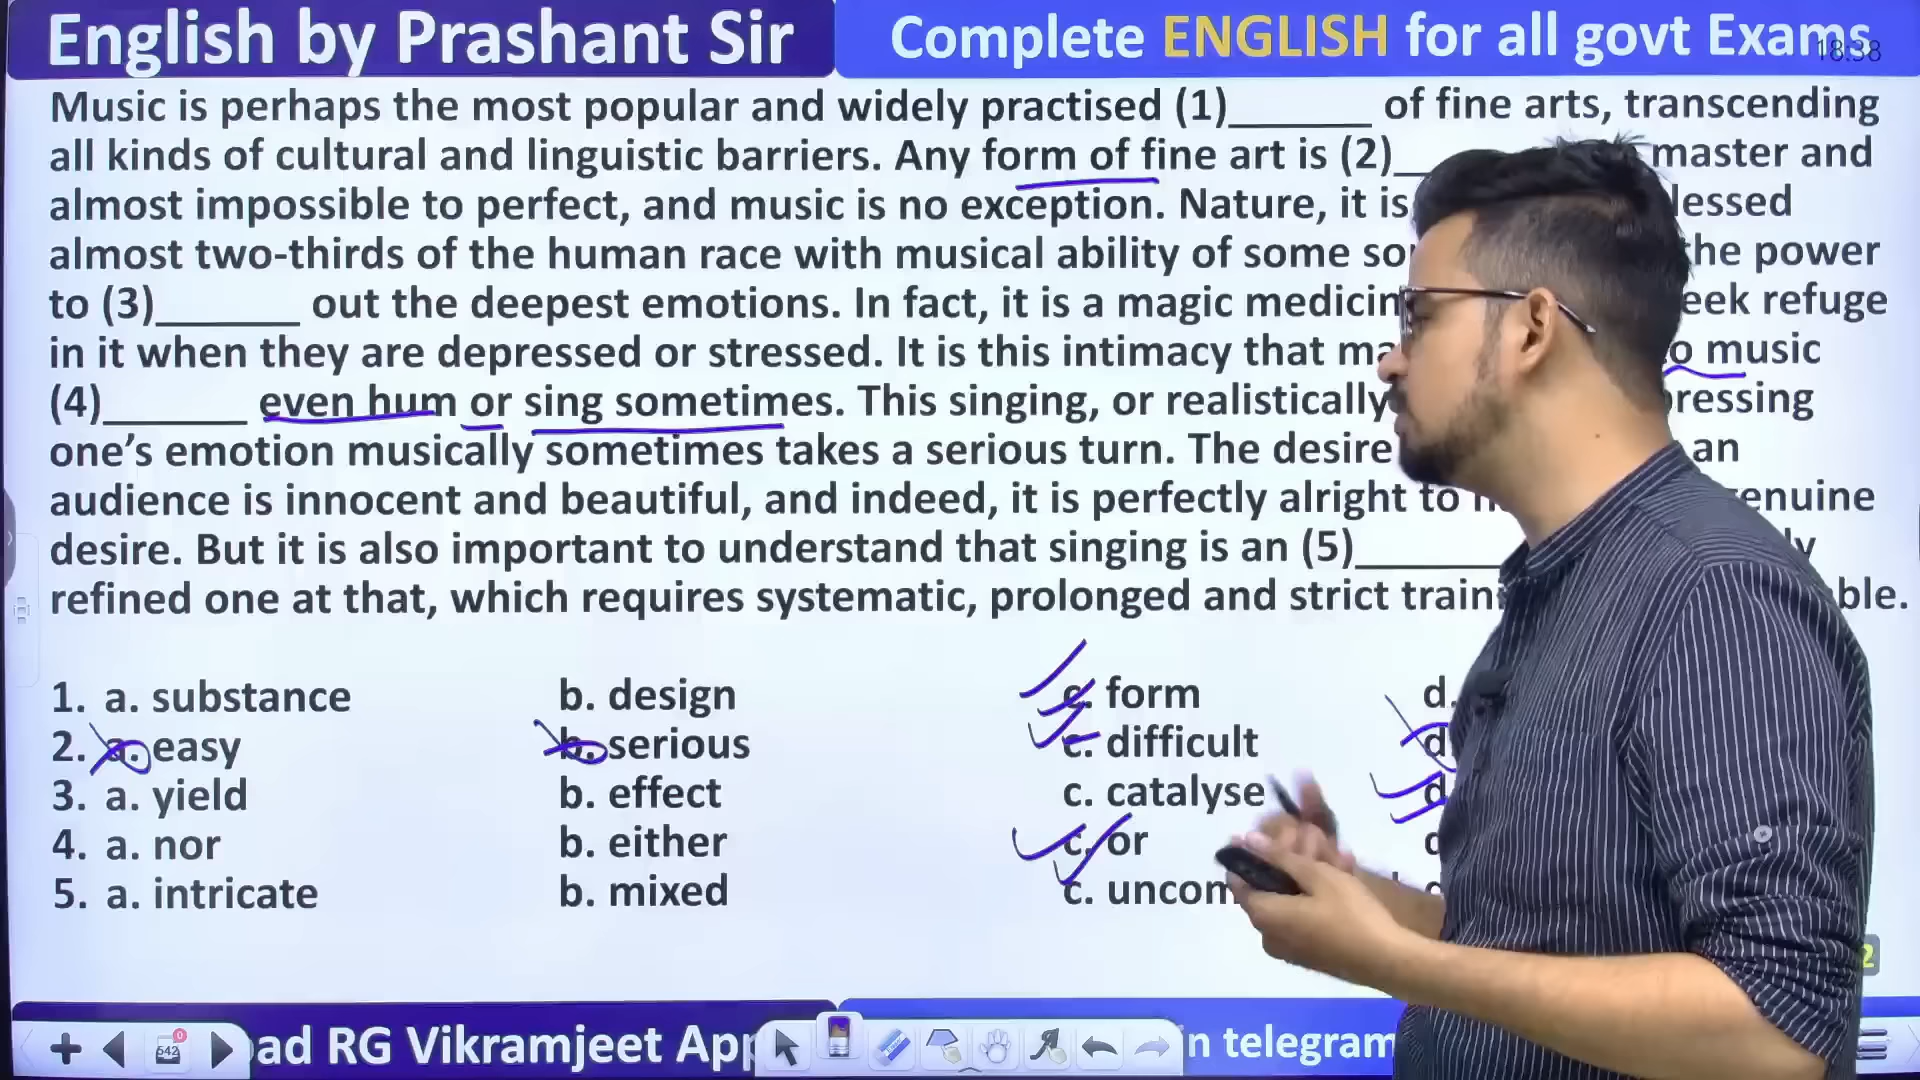 English by Prashant Sir
Complete ENGLISH for all govt Exams
18:38
Music is perhaps the most popular and widely practised (1)______ of fine arts, transcending
all kinds of cultural and linguistic barriers. Any form of fine art is (2)_ master and
almost impossible to perfect, and music is no exception. Nature, it is lessed
almost two-thirds of the human race with musical ability of some so he power
to (3)______ out the deepest emotions. In fact, it is a magic medicin eek refuge
in it when they are depressed or stressed. It is this intimacy that ma o music
(4)______ even hum or sing sometimes. This singing, or realistically pressing
one’s emotion musically sometimes takes a serious turn. The desire an
audience is innocent and beautiful, and indeed, it is perfectly alright to enuine
desire. But it is also important to understand that singing is an (5)______ ly
refined one at that, which requires systematic, prolonged and strict train ble.
1. a. substance b. design c. form d.
2. a. easy b. serious c. difficult d
3. a. yield b. effect c. catalyse d.
4. a. nor b. either c. or d
5. a. intricate b. mixed c. uncom d
2
ad RG Vikramjeet App
n telegram
542
0